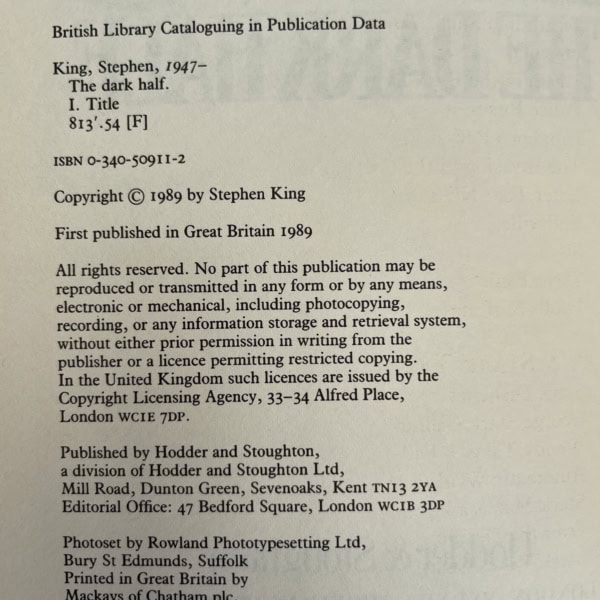 British Library Cataloguing in Publication Data
King, Stephen, 1947–
The dark half.
I. Title
813'.54 [F]
ISBN 0-340-50911-2
Copyright © 1989 by Stephen King
First published in Great Britain 1989
All rights reserved. No part of this publication may be
reproduced or transmitted in any form or by any means,
electronic or mechanical, including photocopying,
recording, or any information storage and retrieval system,
without either prior permission in writing from the
publisher or a licence permitting restricted copying.
In the United Kingdom such licences are issued by the
Copyright Licensing Agency, 33–34 Alfred Place,
London WC1E 7DP.
Published by Hodder and Stoughton,
a division of Hodder and Stoughton Ltd,
Mill Road, Dunton Green, Sevenoaks, Kent TN13 2YA
Editorial Office: 47 Bedford Square, London WC1B 3DP
Photoset by Rowland Phototypesetting Ltd,
Bury St Edmunds, Suffolk
Printed in Great Britain by
Mackays of Chatham plc.